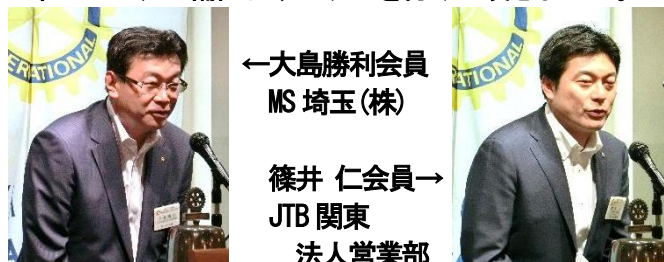 ERNATIONAL
←大島勝利会員
MS 埼玉(株)
篠井 仁会員→
JTB 関東
法人営業部